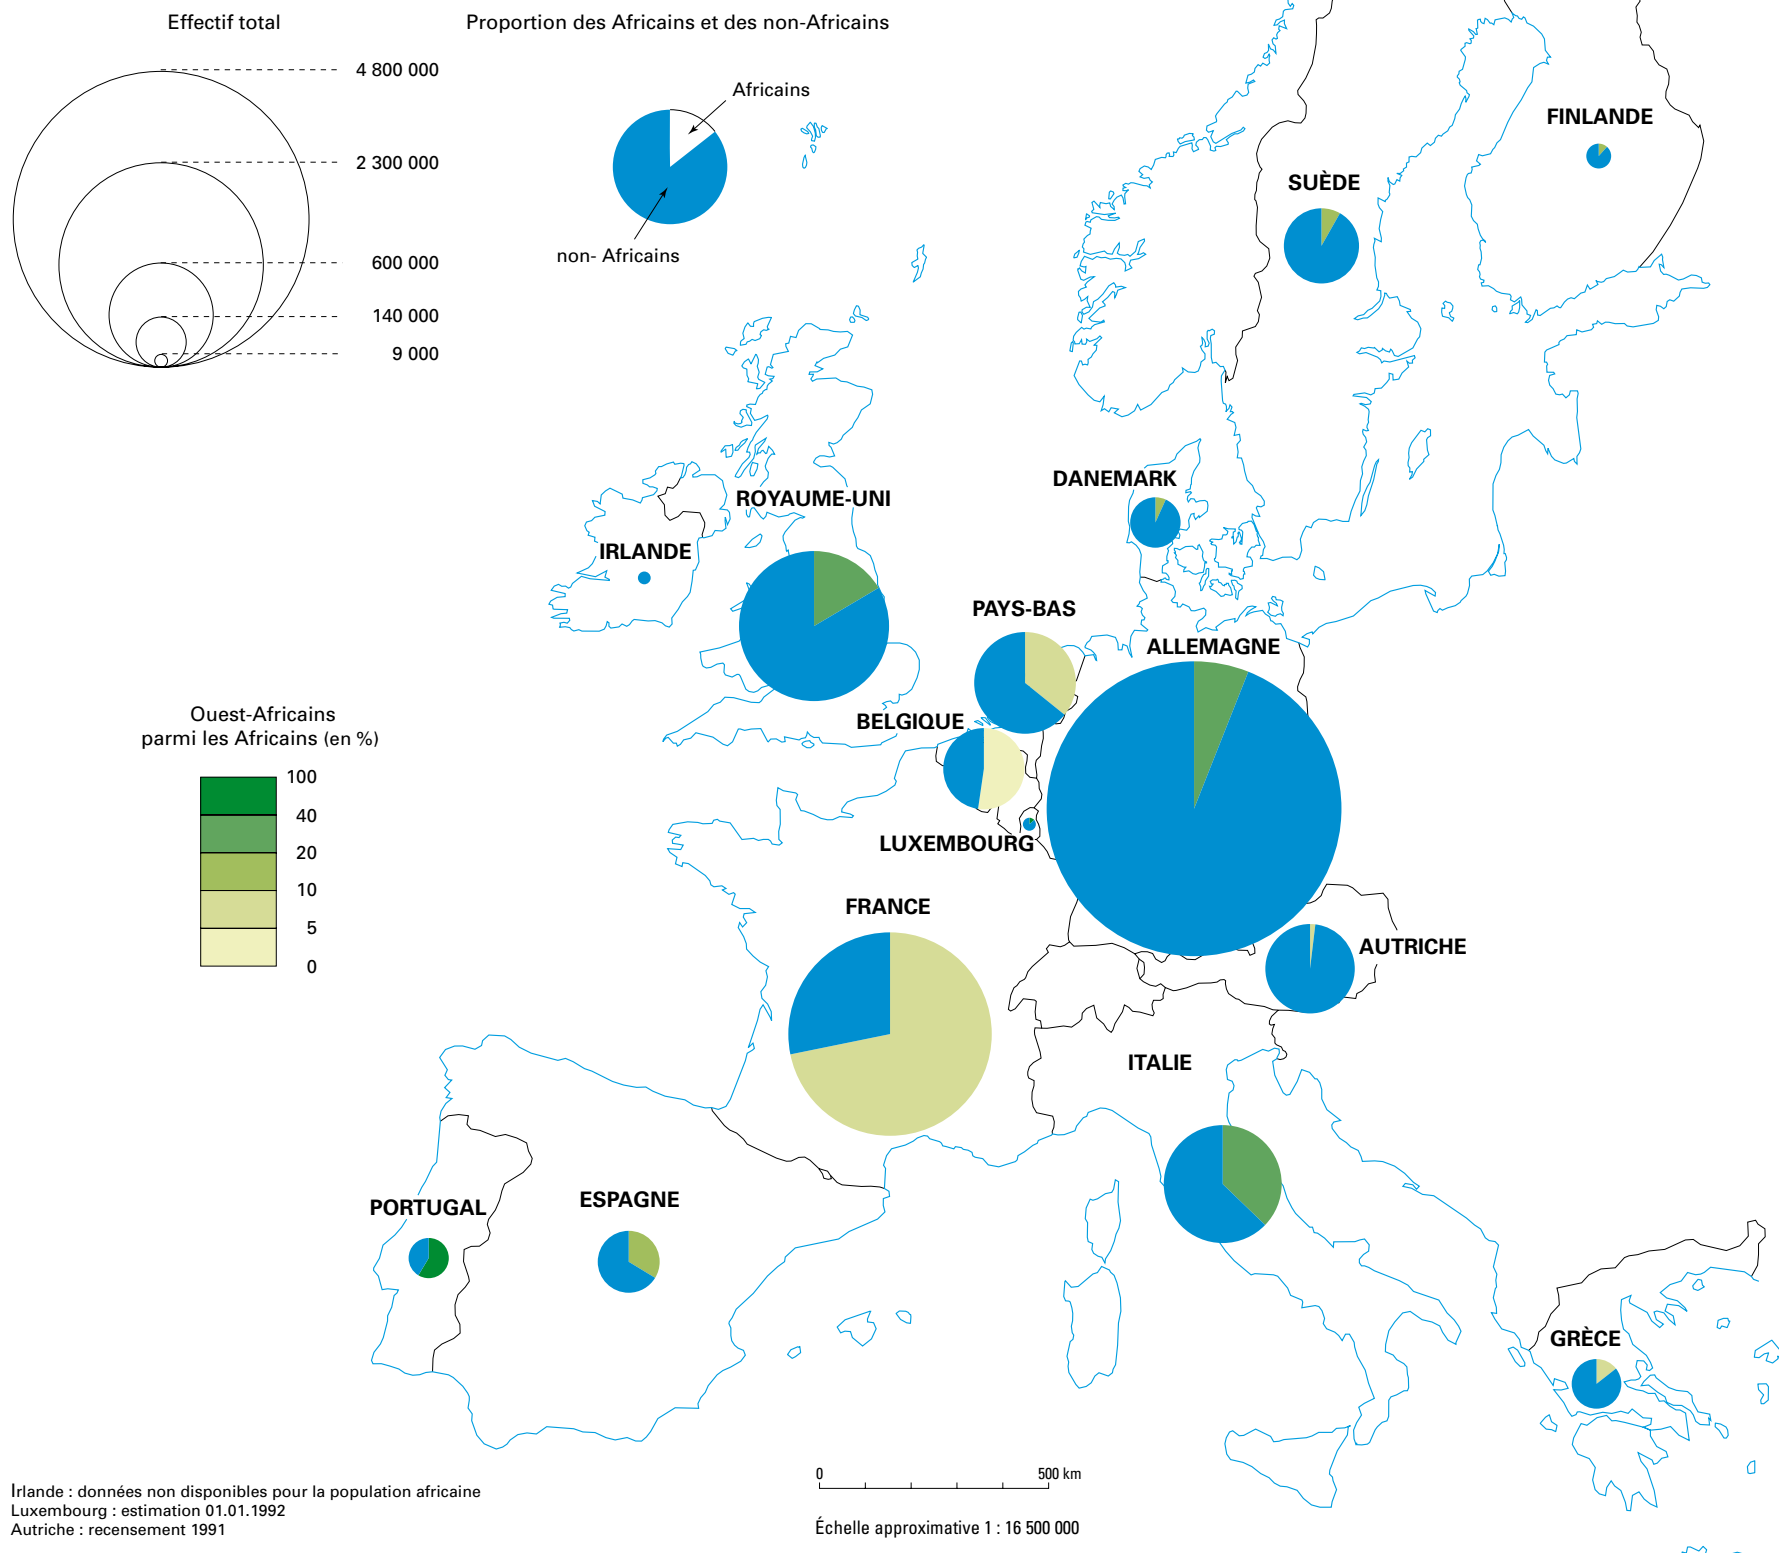 Effectif total
4 800 000
2 300 000
600 000
140 000
9 000
Proportion des Africains et des non-Africains
Africains
non- Africains
FINLANDE
SUÈDE
DANEMARK
ROYAUME-UNI
IRLANDE
PAYS-BAS
ALLEMAGNE
BELGIQUE
LUXEMBOURG
FRANCE
AUTRICHE
ITALIE
PORTUGAL
ESPAGNE
GRÈCE
Ouest-Africains
parmi les Africains (en %)
100
40
20
10
5
0
Irlande : données non disponibles pour la population africaine
Luxembourg : estimation 01.01.1992
Autriche : recensement 1991
0 500 km
Échelle approximative 1 : 16 500 000